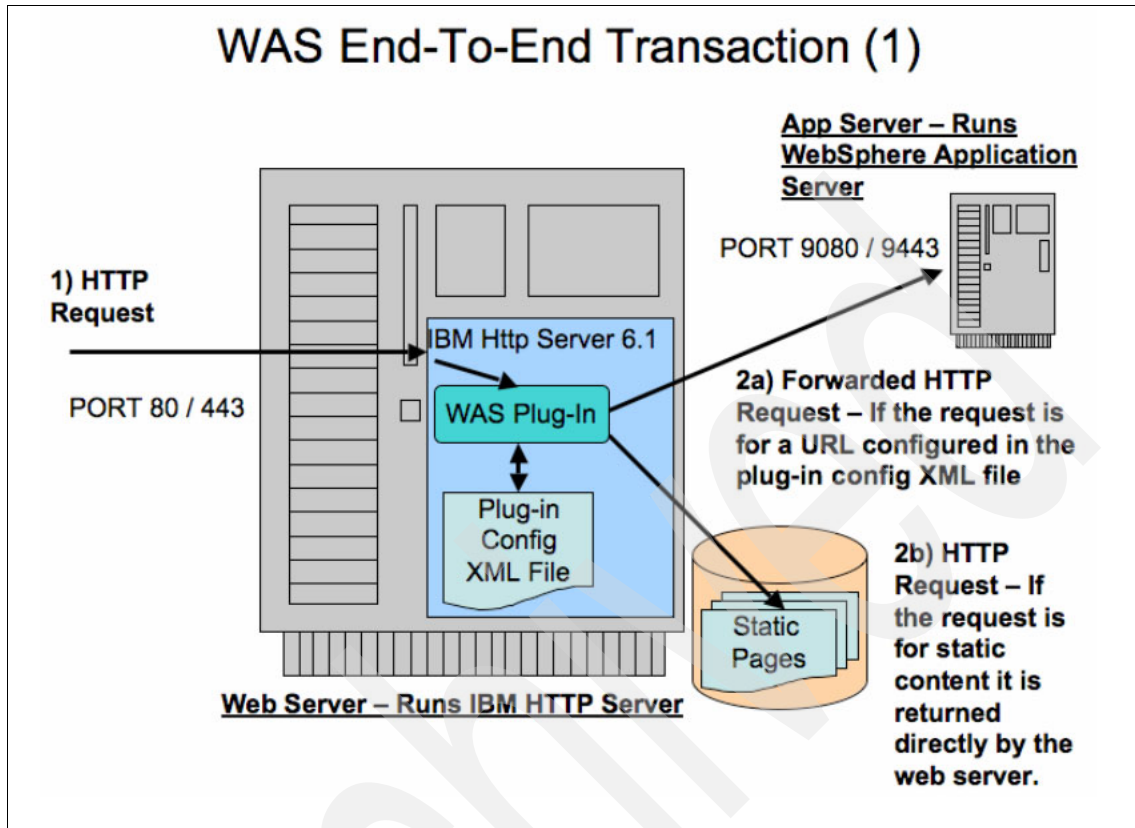 WAS End-To-End Transaction (1)
App Server – Runs
WebSphere Application
Server
PORT 9080 / 9443
1) HTTP
Request
IBM Http Server 6.1
PORT 80 / 443
WAS Plug-In
2a) Forwarded HTTP
Request – If the request is
for a URL configured in the
plug-in config XML file
Plug-in
Config
XML File
2b) HTTP
Request – If
the request is
for static
content it is
returned
directly by the
web server.
Static
Pages
Web Server – Runs IBM HTTP Server